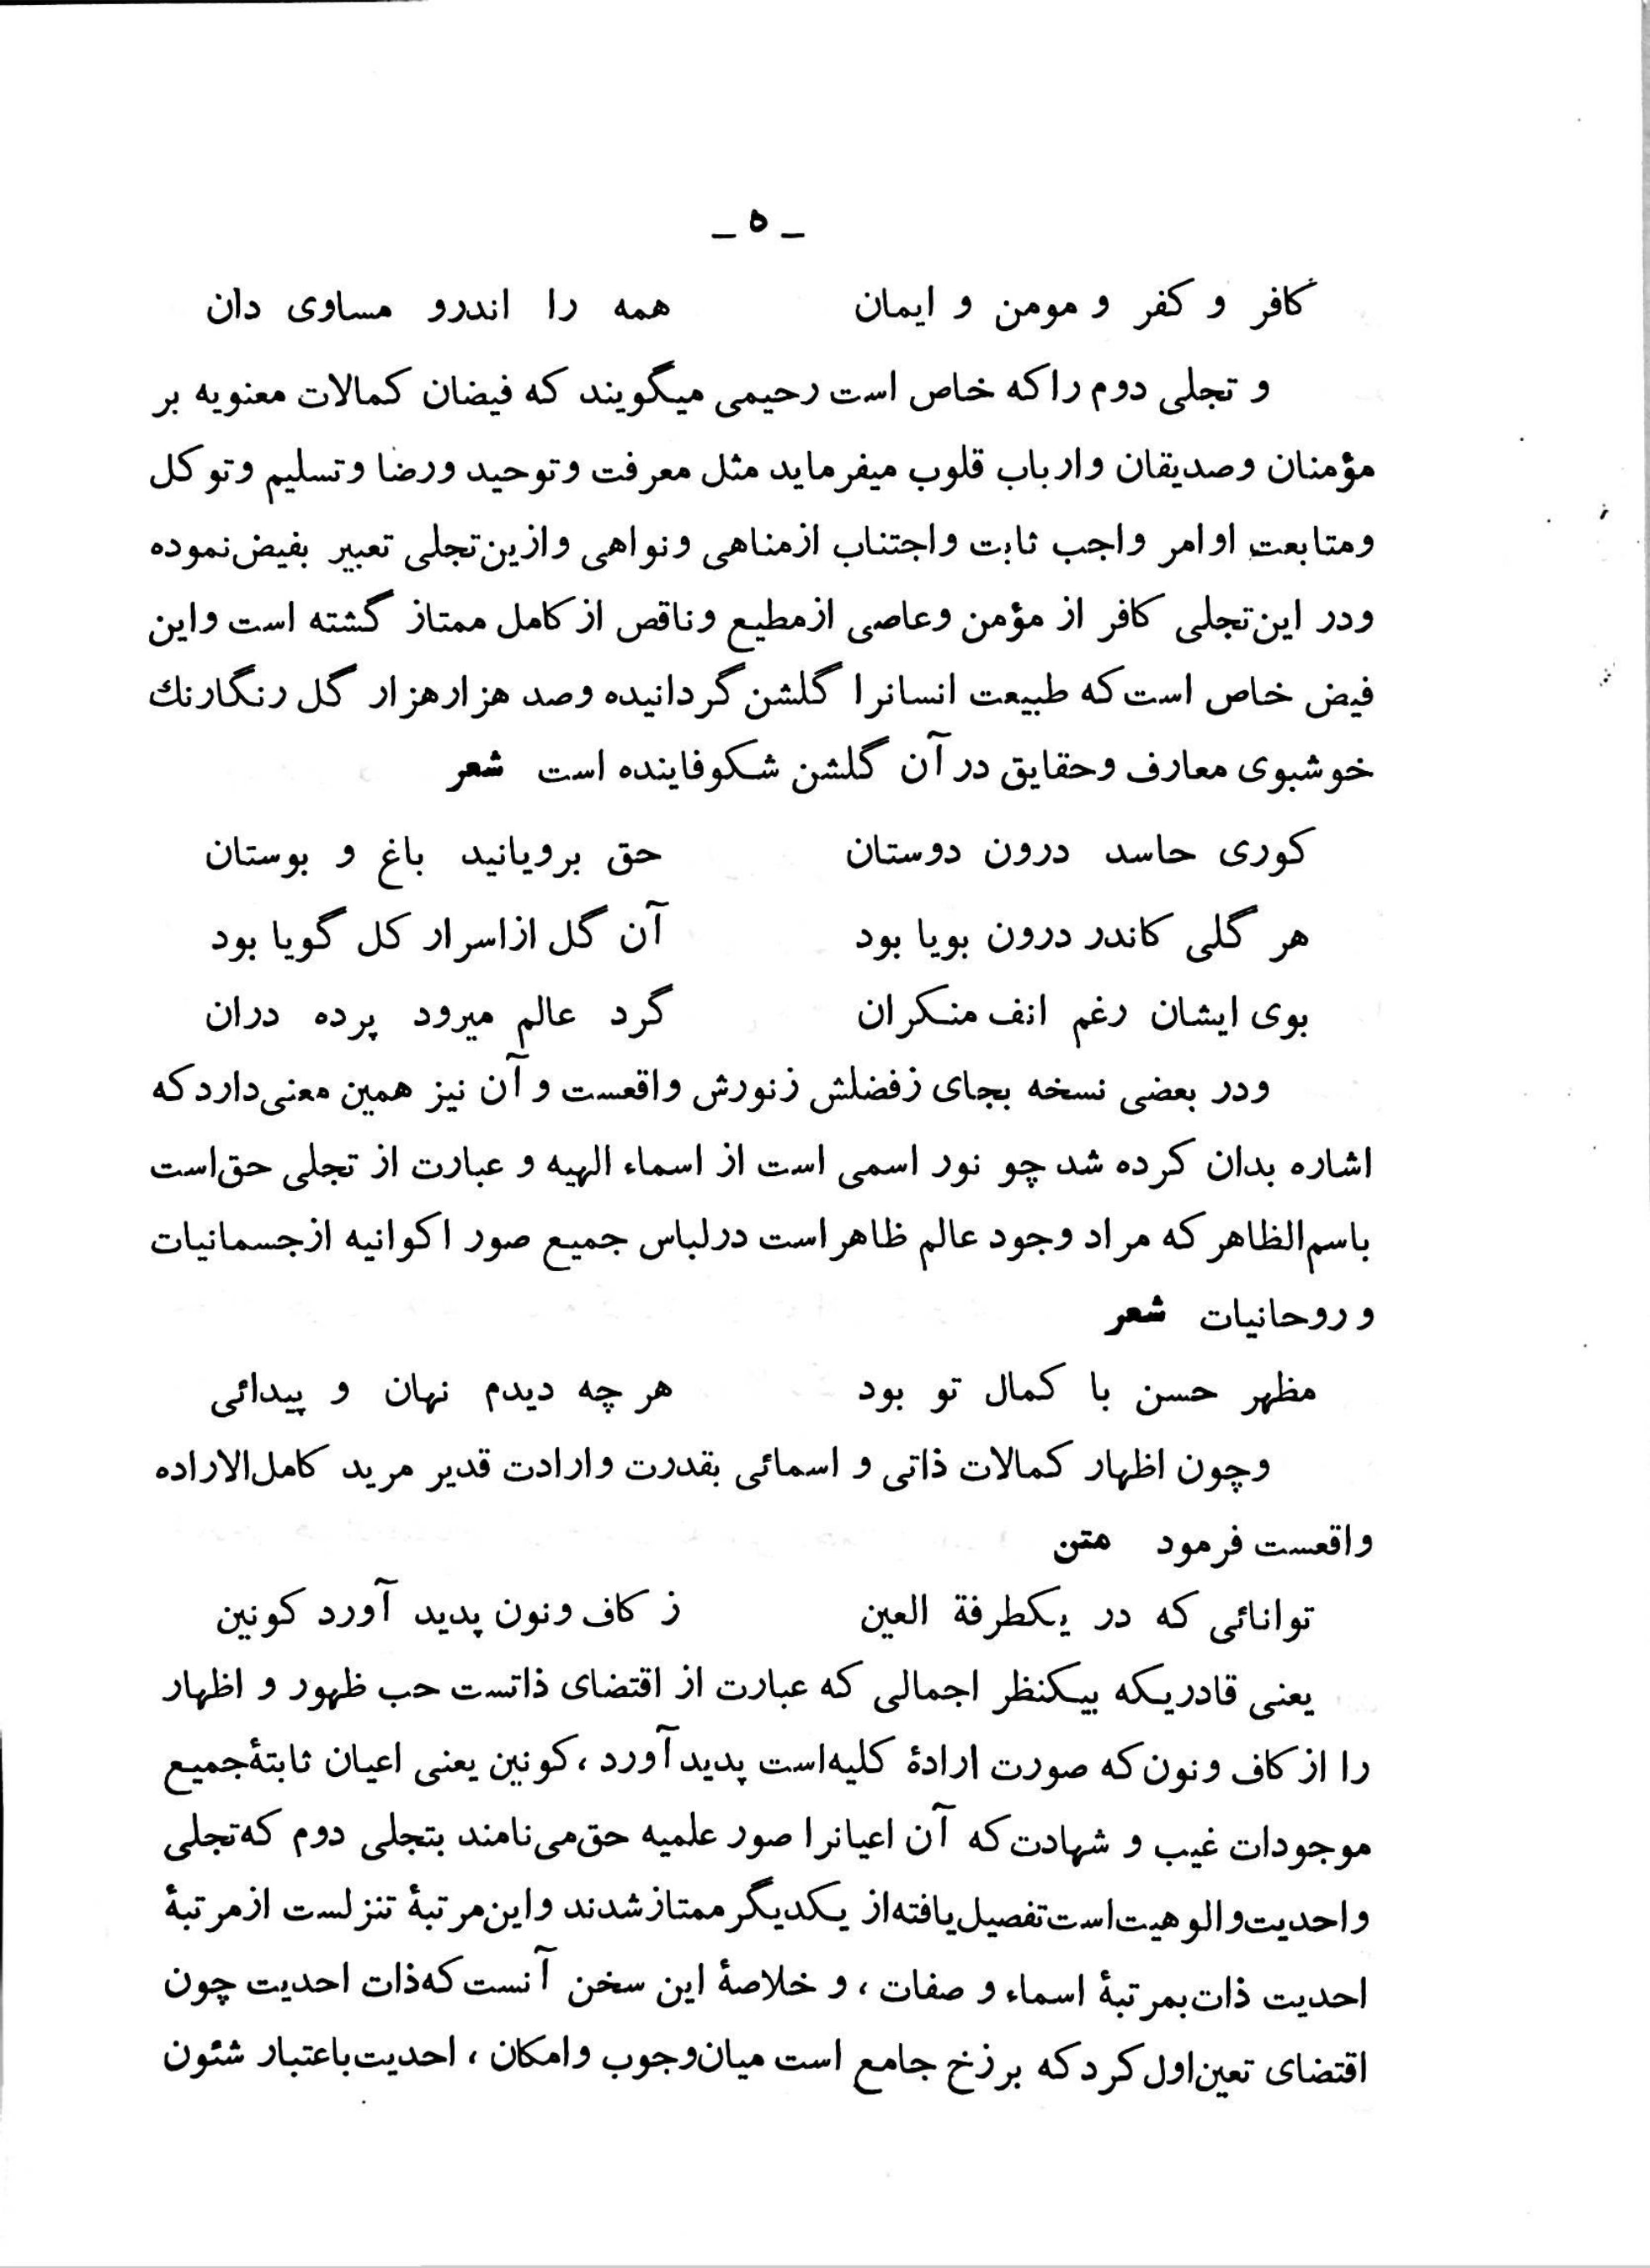 _ ۵ _
کافر و کفر و مومن و ایمان همه را اندرو مساوی دان
و تجلی دوم را که خاص است رحیمی میگویند که فیضان کمالات معنویه بر
مؤمنان و صدیقان وارباب قلوب میفرماید مثل معرفت وتوحید ورضا وتسلیم وتوکل
ومتابعت اوامر واجب ثابت واجتناب ازمناهی ونواهی وازین تجلی تعبیر بفیض نموده
ودر این تجلی کافر از مؤمن وعاصی ازمطیع وناقص از کامل ممتاز گشته است واین
فیض خاص است که طبیعت انسانرا گلشن گردانیده وصد هزارهزار گل رنگارنك
خوشبوی معارف وحقایق در آن گلشن شکوفاینده است شعر
کوری حاسد درون دوستان حق برویانید باغ و بوستان
هر گلی کاندر درون بویا بود آن گل ازاسرار کل گویا بود
بوی ایشان رغم انف منکران گرد عالم میرود پرده دران
ودر بعضی نسخه بجای زفضلش زنورش واقعست و آن نیز همین معنی دارد که
اشاره بدان کرده شد چو نور اسمی است از اسماء الهیه و عبارت از تجلی حق است
باسم الظاهر که مراد وجود عالم ظاهر است درلباس جمیع صور اکوانیه ازجسمانیات
و روحانیات شعر
مظهر حسن با کمال تو بود هر چه دیدم نهان و پیدائی
وچون اظهار کمالات ذاتی و اسمائی بقدرت وارادت قدیر مرید کامل الاراده
واقعست فرمود متن
توانائی که در یکطرفة العین ز کاف ونون پدید آورد کونین
یعنی قادریکه بیکنظر اجمالی که عبارت از اقتضای ذاتست حب ظهور و اظهار
را از کاف ونون که صورت ارادهٔ کلیه است پدید آورد ، کونین یعنی اعیان ثابتهٔ جمیع
موجودات غیب و شهادت که آن اعیانرا صور علمیه حق می نامند بتجلی دوم که تجلی
واحدیت والوهیت است تفصیل یافته از یکدیگر ممتاز شدند و این مرتبهٔ تنزلست ازمرتبهٔ
احدیت ذات بمرتبهٔ اسماء و صفات ، و خلاصهٔ این سخن آنست که ذات احدیت چون
اقتضای تعین اول کرد که برزخ جامع است میان وجوب وامکان ، احدیت باعتبار شئون